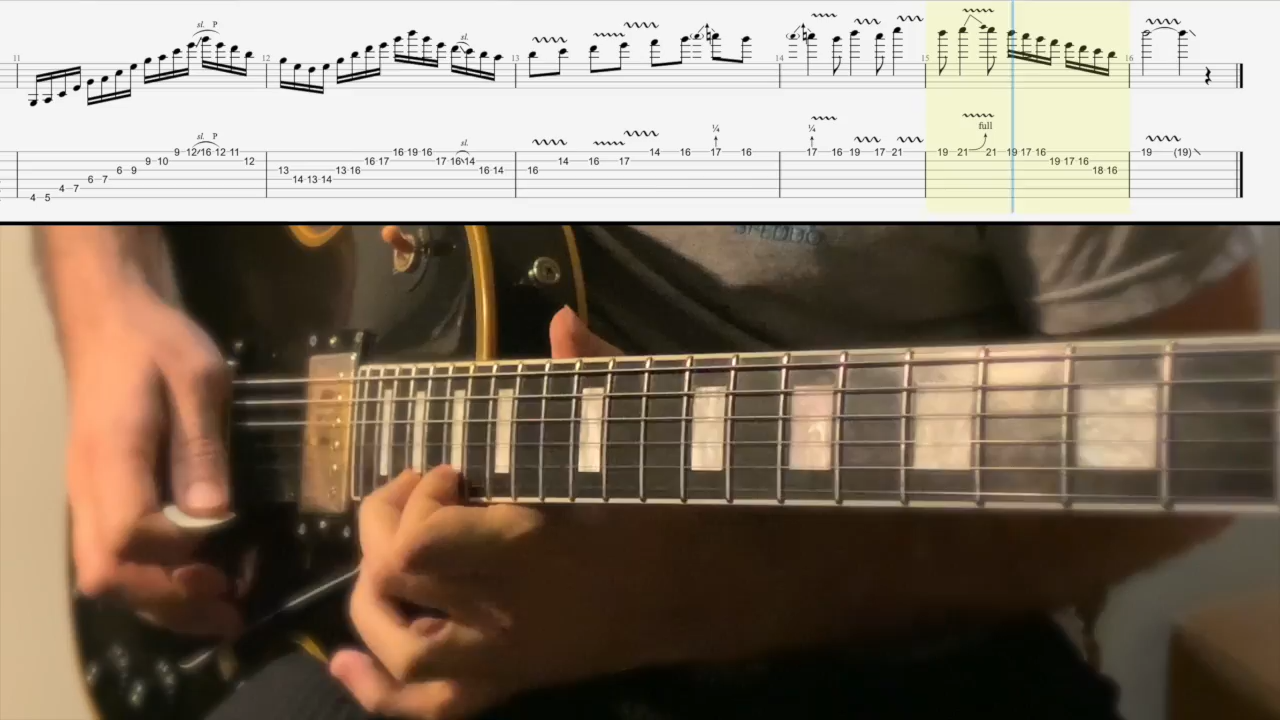 sl. P
11 12 13 14 15 16
sl.
sl. P sl. ¼ ¼ full
9 12 16 12 11 16 19 16 14 16 17 16 17 16 19 17 21 19 21 21 19 17 16 19 (19)
9 10 12 16 17 17 16 14 14 16 17 19 17 16
6 9 13 13 16 16 14 16 18 16
6 7 14 13 14
4 7
4 5